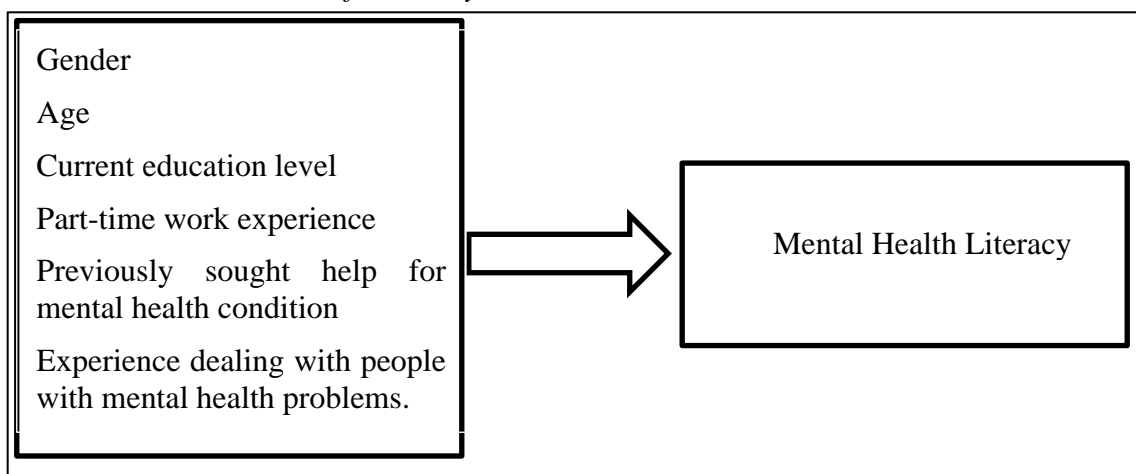 Gender
Age
Current education level
Part-time work experience
Previously sought help for
mental health condition
Experience dealing with people
with mental health problems.
Mental Health Literacy